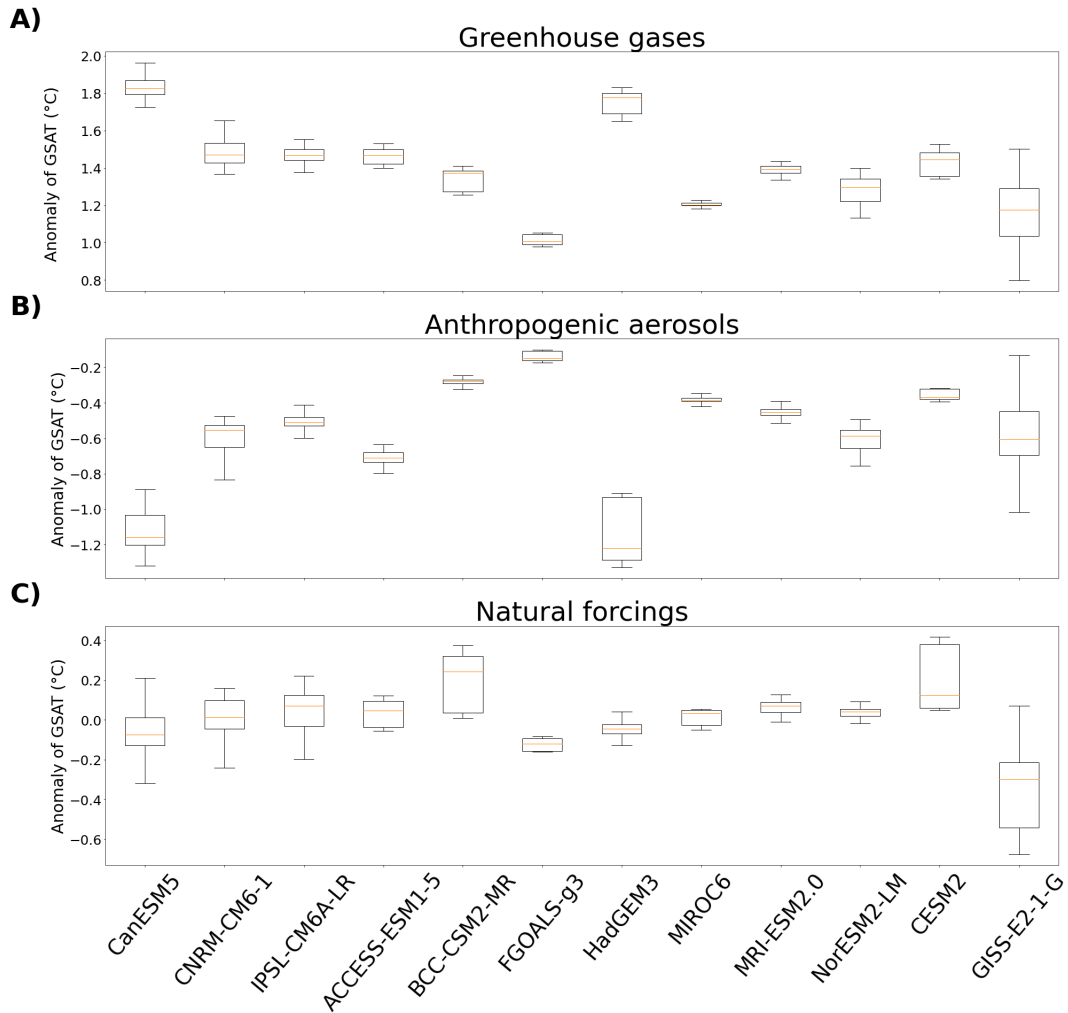 A)
Greenhouse gases
Anomaly of GSAT (°C)
2.0
1.8
1.6
1.4
1.2
1.0
0.8
B)
Anthropogenic aerosols
Anomaly of GSAT (°C)
−0.2
−0.4
−0.6
−0.8
−1.0
−1.2
C)
Natural forcings
Anomaly of GSAT (°C)
0.4
0.2
0.0
−0.2
−0.4
−0.6
CanESM5
CNRM-CM6-1
IPSL-CM6A-LR
ACCESS-ESM1-5
BCC-CSM2-MR
FGOALS-g3
HadGEM3
MIROC6
MRI-ESM2.0
NorESM2-LM
CESM2
GISS-E2-1-G